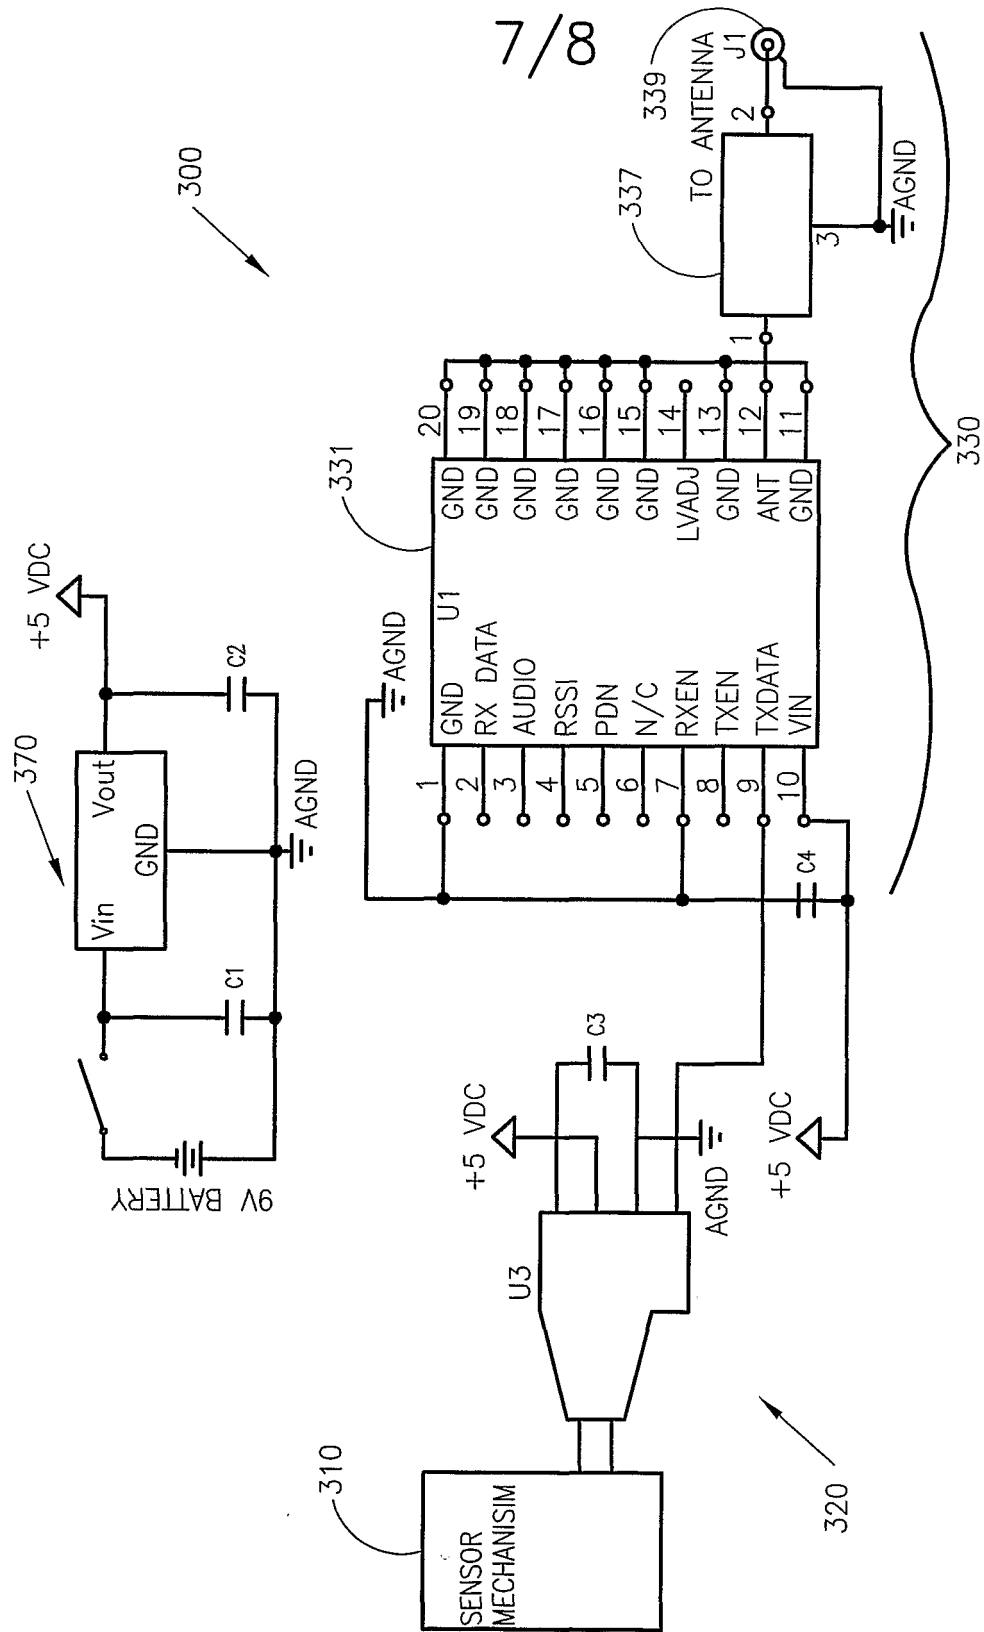 7/8
300
9V BATTERY
370
Vin
Vout
GND
C1
C2
+5 VDC
AGND
310
SENSOR
MECHANISIM
320
U3
+5 VDC
C3
AGND
+5 VDC
C4
AGND
331
U1
1 GND
2 RX DATA
3 AUDIO
4 RSSI
5 PDN
6 N/C
7 RXEN
8 TXEN
9 TXDATA
10 VIN
GND 20
GND 19
GND 18
GND 17
GND 16
GND 15
LVADJ 14
GND 13
ANT 12
GND 11
330
337
1
2
3
TO ANTENNA
339
J1
AGND